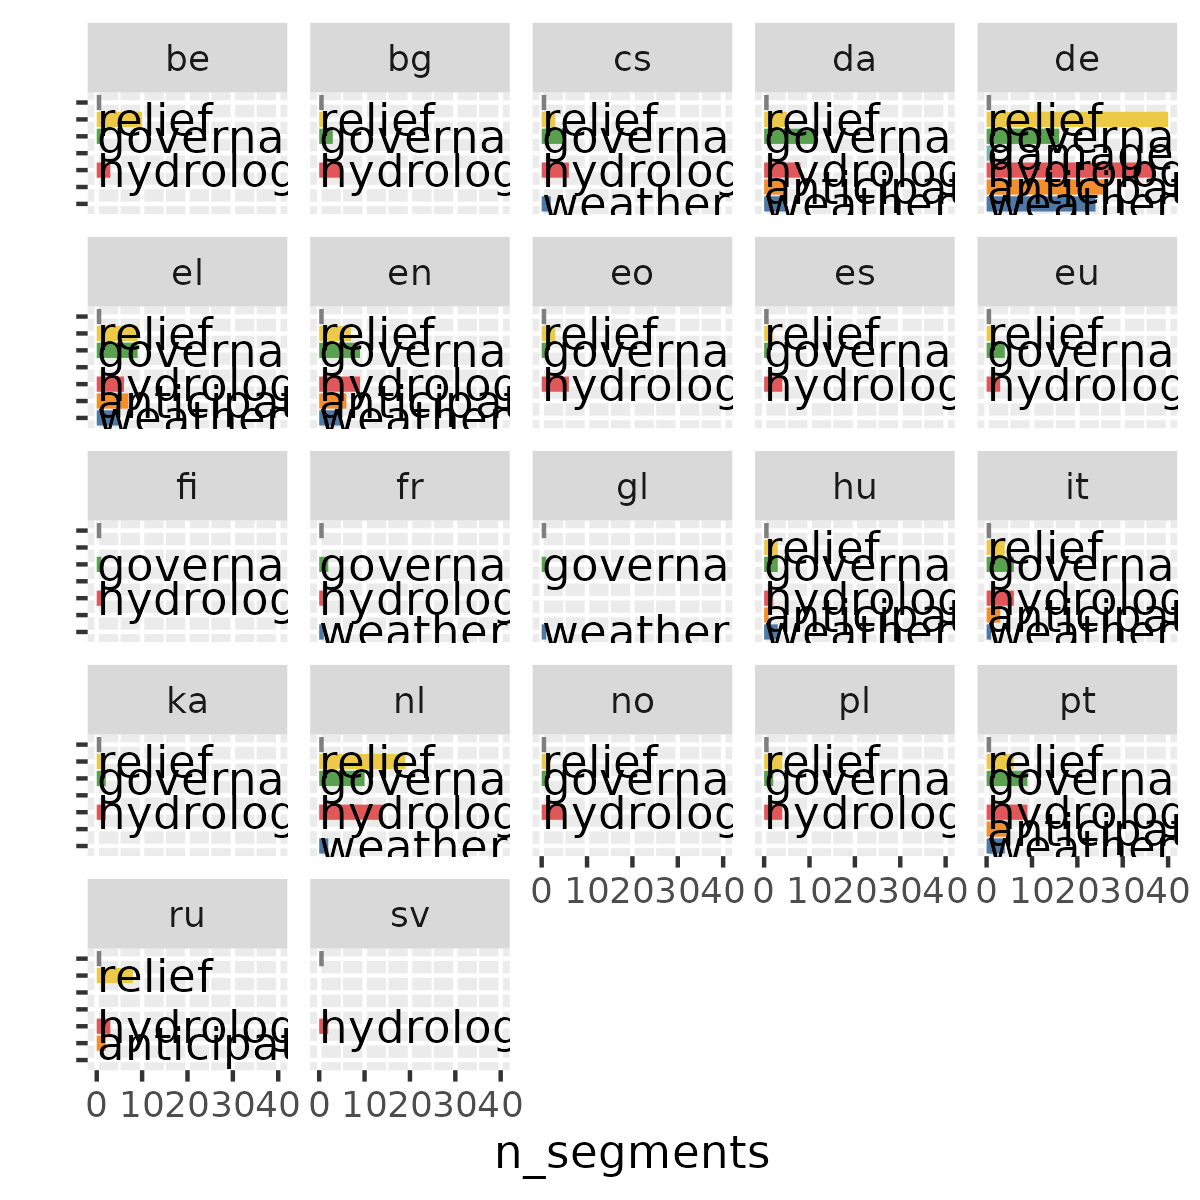 be
relief
governa
hydrolog
bg
relief
governa
hydrolog
cs
relief
governa
hydrolog
weather
da
relief
governa
hydrolog
anticipat
weather
de
relief
governa
damage
hydrolog
anticipat
weather
el
relief
governa
hydrolog
anticipat
weather
en
relief
governa
hydrolog
anticipat
weather
eo
relief
governa
hydrolog
es
relief
governa
hydrolog
eu
relief
governa
hydrolog
fi
governa
hydrolog
fr
governa
hydrolog
weather
gl
governa
weather
hu
relief
governa
hydrolog
anticipat
weather
it
relief
governa
hydrolog
anticipat
weather
ka
relief
governa
hydrolog
nl
relief
governa
hydrolog
weather
no
relief
governa
hydrolog
0 10 20 30 40
pl
relief
governa
hydrolog
0 10 20 30 40
pt
relief
governa
hydrolog
anticipat
weather
0 10 20 30 40
ru
relief
hydrolog
anticipat
0 10 20 30 40
sv
hydrolog
0 10 20 30 40
n_segments